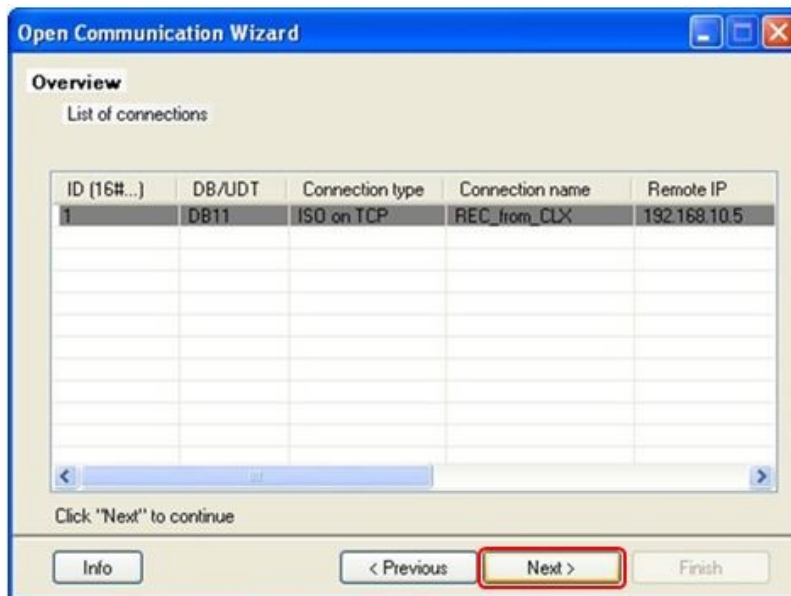 Open Communication Wizard
Overview
List of connections
ID (16#...) DB/UDT Connection type Connection name Remote IP
1 DB11 ISO on TCP REC_from_CLX 192.168.10.5
Click "Next" to continue
Info < Previous Next > Finish